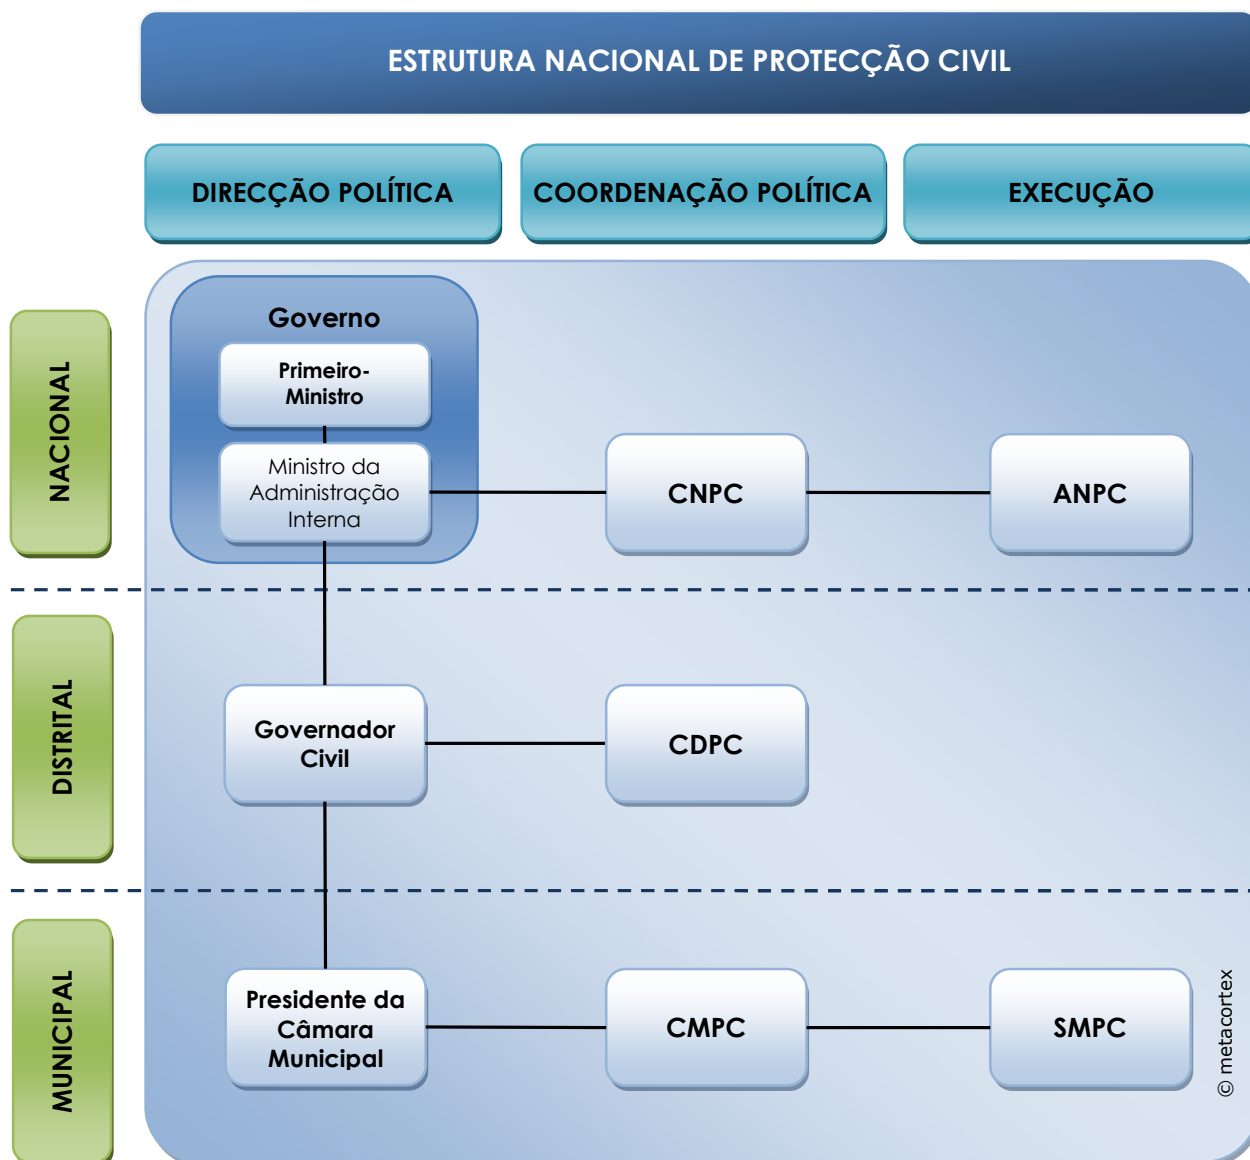 ESTRUTURA NACIONAL DE PROTECÇÃO CIVIL
DIRECÇÃO POLÍTICA
COORDENAÇÃO POLÍTICA
EXECUÇÃO
NACIONAL
Governo
Primeiro-
Ministro
Ministro da
Administração
Interna
CNPC
ANPC
DISTRITAL
Governador
Civil
CDPC
MUNICIPAL
Presidente da
Câmara
Municipal
CMPC
SMPC
© metacortex